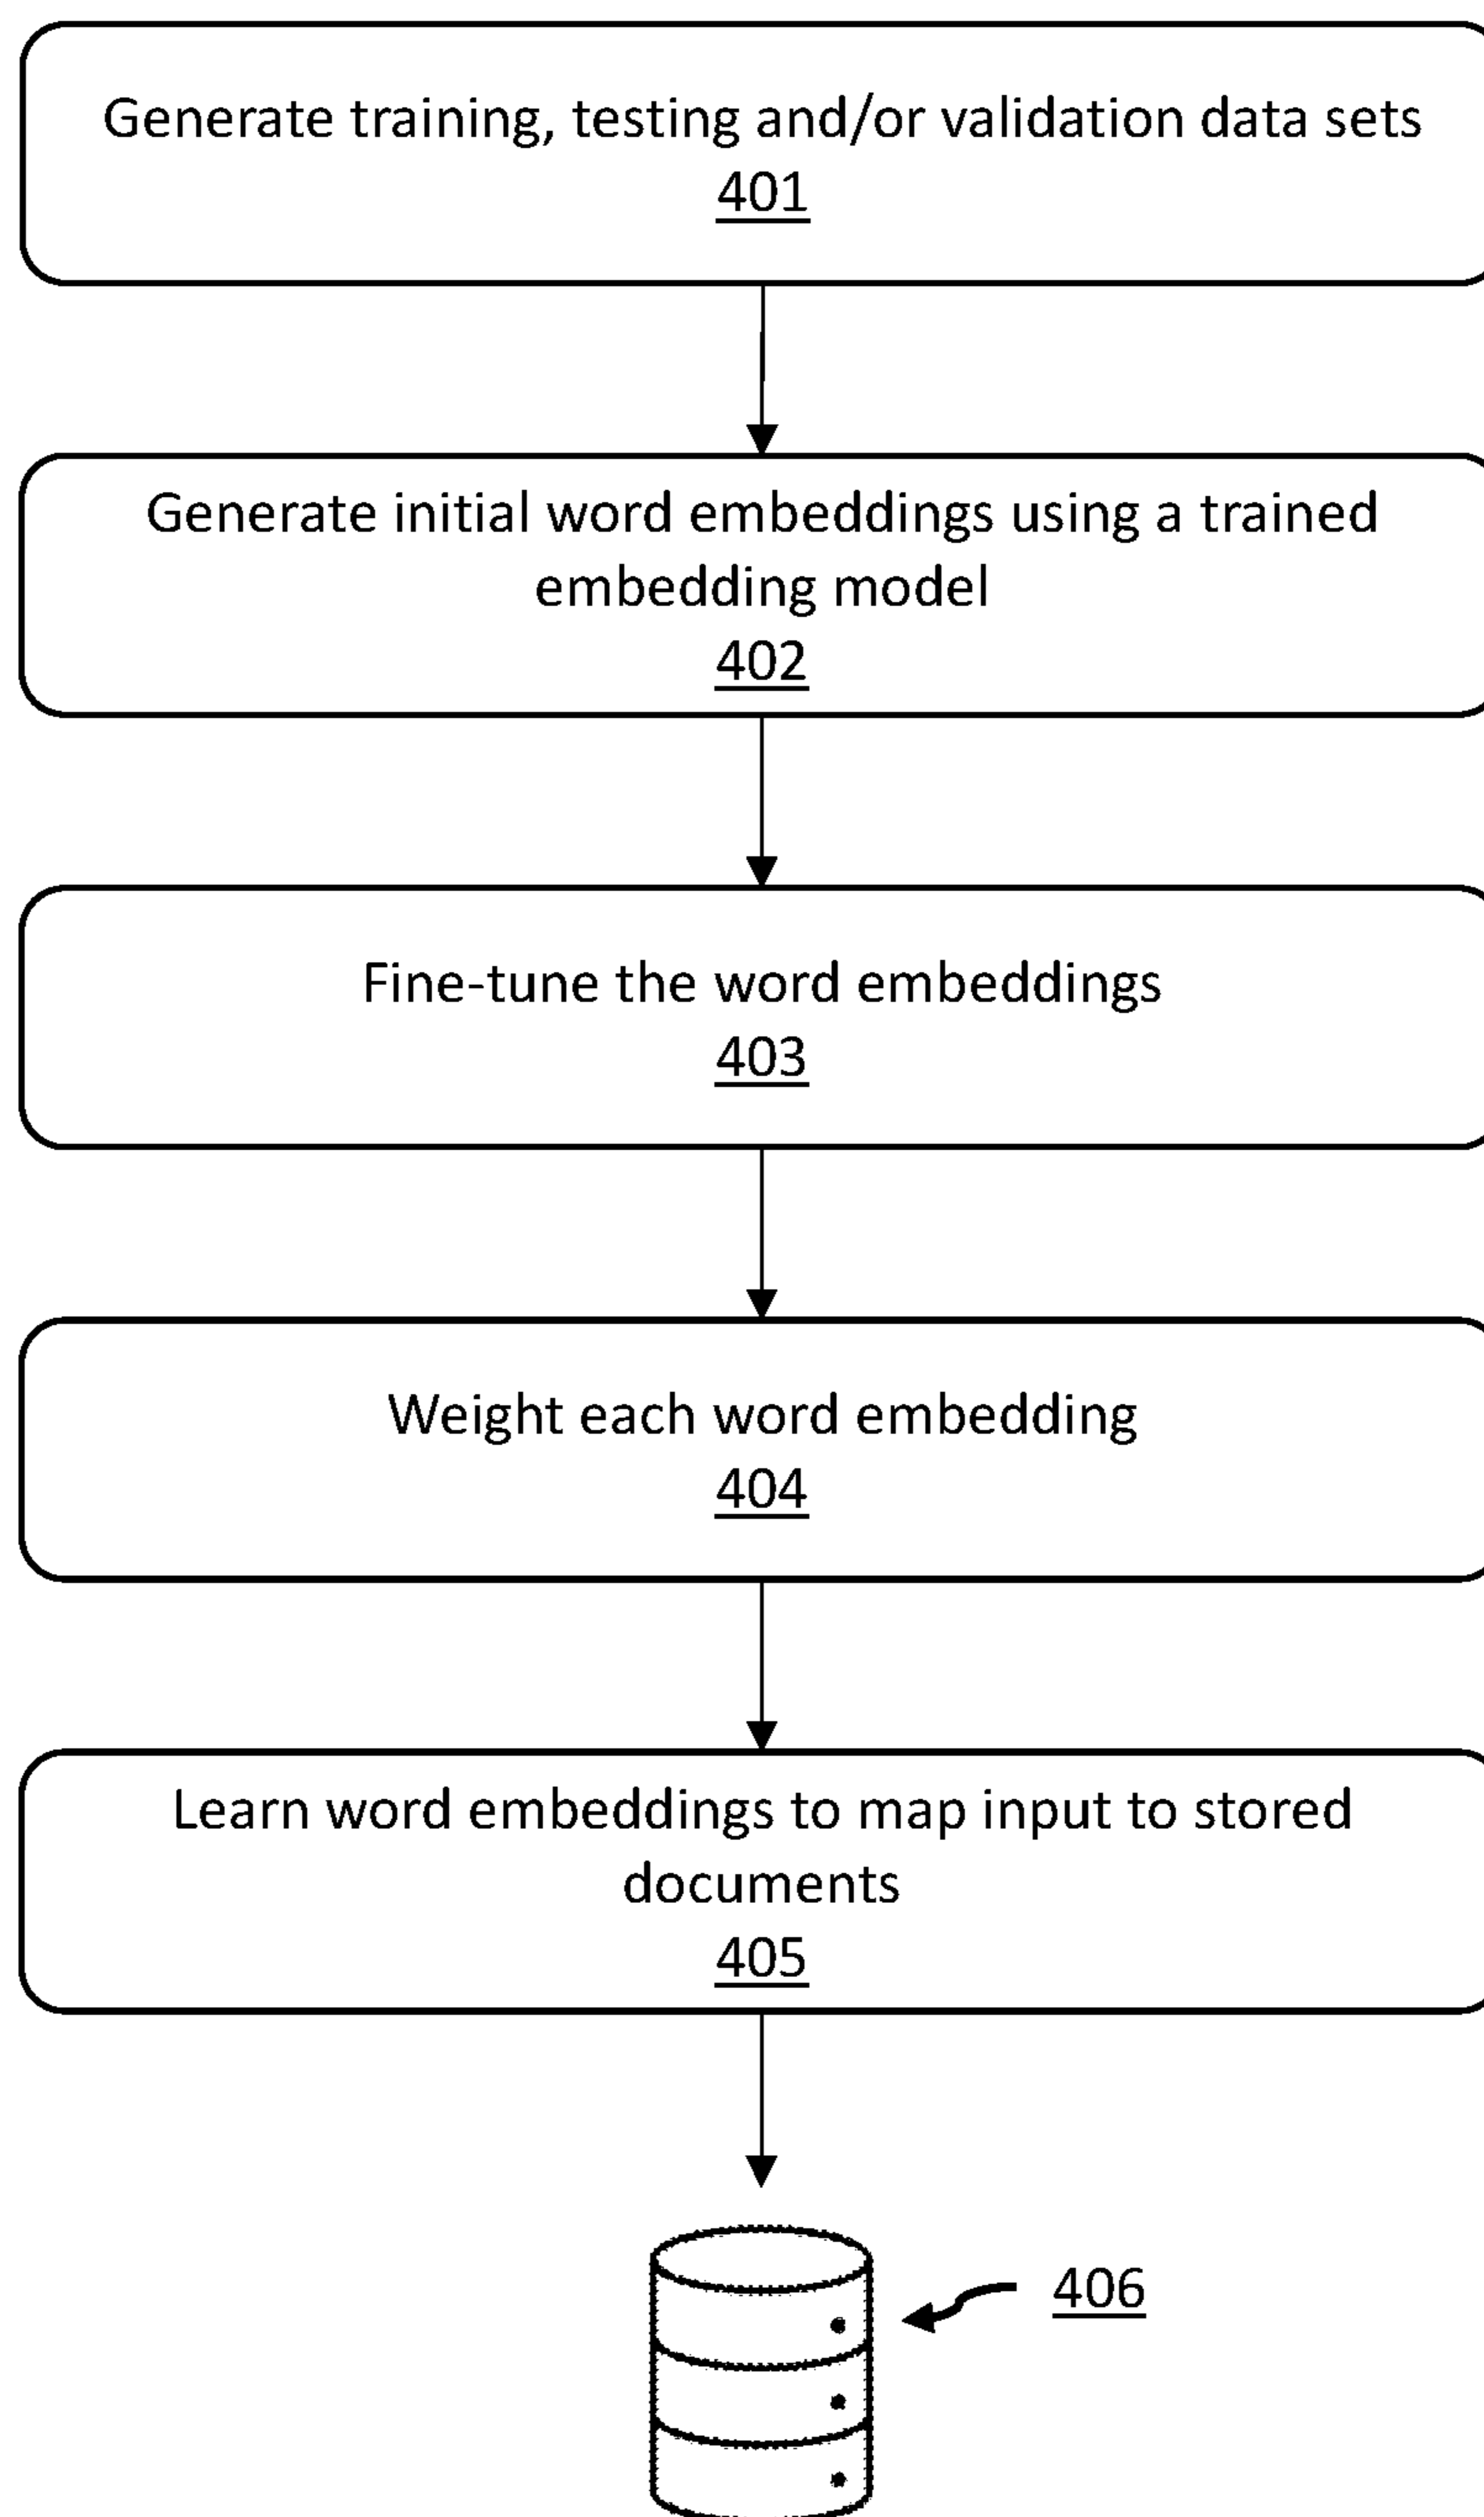 Generate training, testing and/or validation data sets
401
Generate initial word embeddings using a trained
embedding model
402
Fine-tune the word embeddings
403
Weight each word embedding
404
Learn word embeddings to map input to stored
documents
405
406